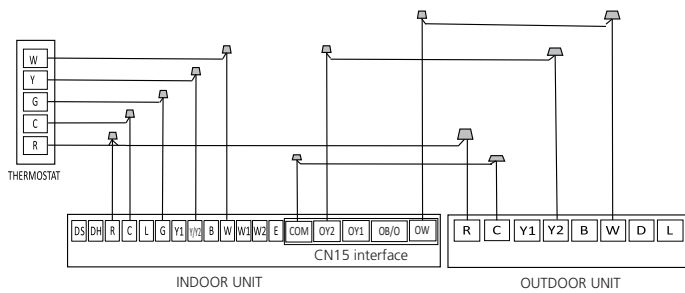 W
Y
G
C
R
THERMOSTAT
DS DH R C L G Y1 Y/Y2 B W W1 W2 E COM OY2 OY1 OB/O OW
CN15 interface
R C Y1 Y2 B W D L
INDOOR UNIT
OUTDOOR UNIT